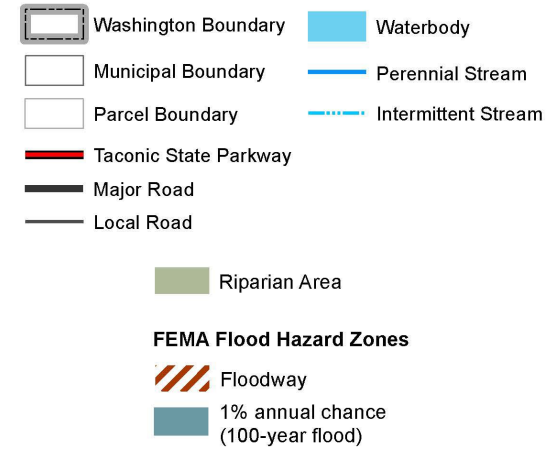 Washington Boundary
Municipal Boundary
Parcel Boundary
Taconic State Parkway
Major Road
Local Road
Waterbody
Perennial Stream
Intermittent Stream
Riparian Area
FEMA Flood Hazard Zones
Floodway
1% annual chance
(100-year flood)